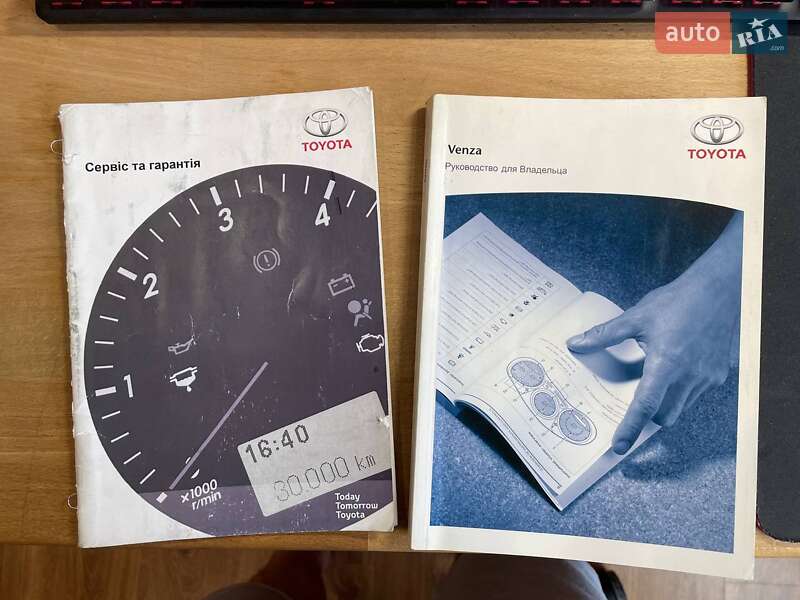 auto RIA.com
TOYOTA
Сервіс та гарантія
1
2
3
4
x1000
r/min
16:40
30.000 km
Today
Tomorrow
Toyota
TOYOTA
Venza
Руководство для Владельца